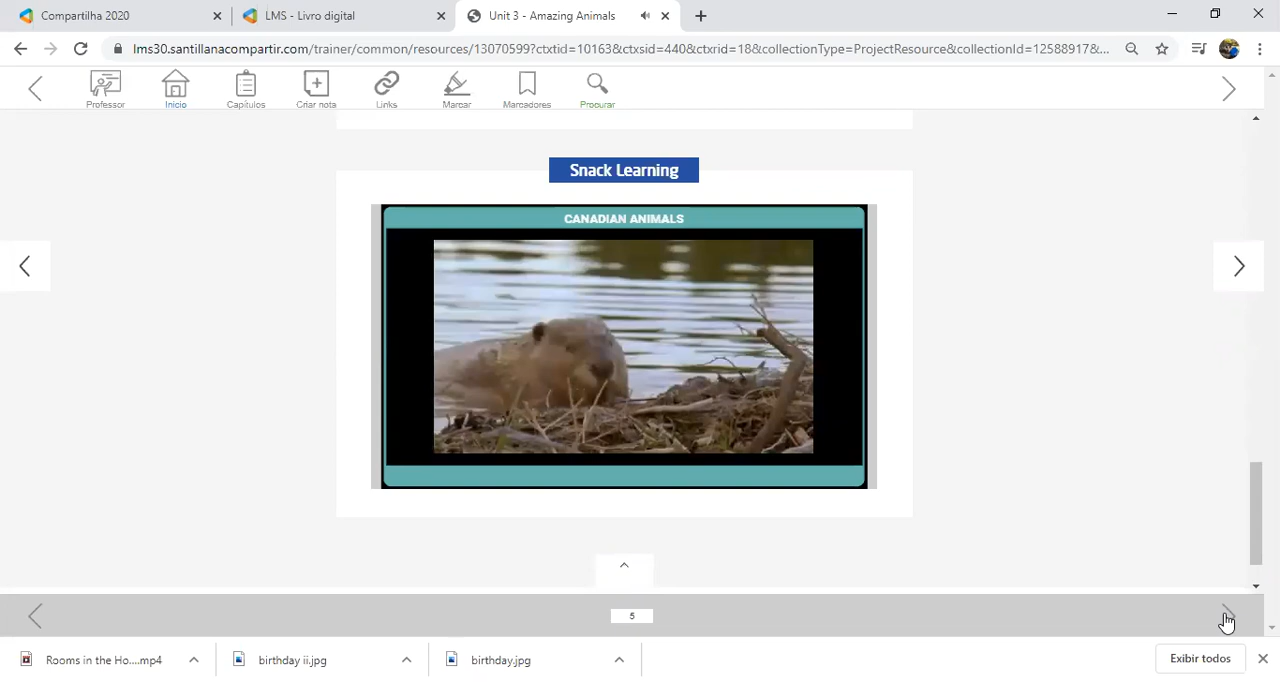 Compartilha 2020
LMS - Livro digital
Unit 3 - Amazing Animals
lms30.santillanacompartir.com/trainer/common/resources/13070599?ctxtid=10163&ctxsid=440&ctxrid=18&collectionType=ProjectResource&collectionId=12588917&...
Professor
Início
Capítulos
Criar nota
Links
Marcar
Marcadores
Procurar
Snack Learning
CANADIAN ANIMALS
5
Rooms in the Ho....mp4
birthday ii.jpg
birthday.jpg
Exibir todos